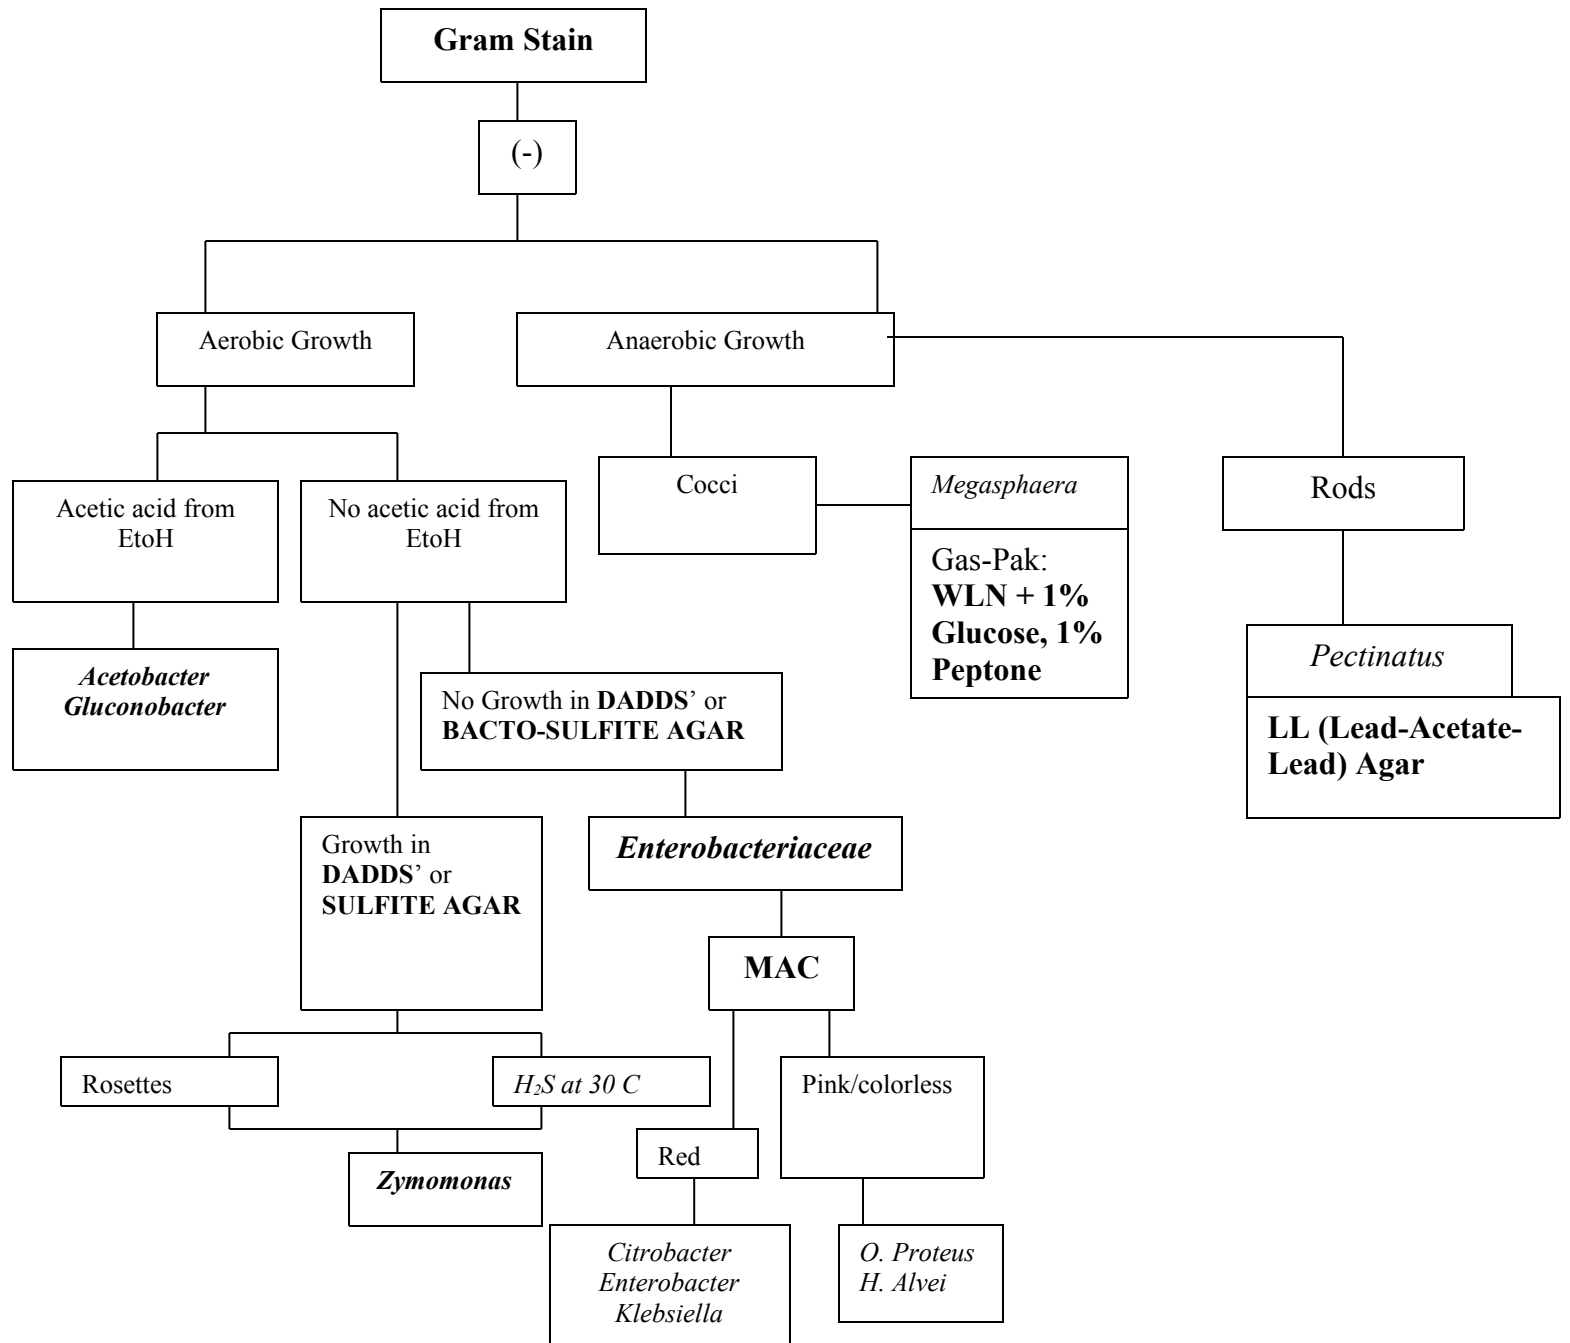 Gram Stain
(-)
Aerobic Growth
Anaerobic Growth
Acetic acid from
EtoH
No acetic acid from
EtoH
Cocci
Megasphaera
Gas-Pak:
WLN + 1%
Glucose, 1%
Peptone
Rods
Pectinatus
LL (Lead-Acetate-
Lead) Agar
Acetobacter
Gluconobacter
No Growth in DADDS’ or
BACTO-SULFITE AGAR
Growth in
DADDS’ or
SULFITE AGAR
Enterobacteriaceae
MAC
Rosettes
H₂S at 30 C
Pink/colorless
Red
Zymomonas
Citrobacter
Enterobacter
Klebsiella
O. Proteus
H. Alvei